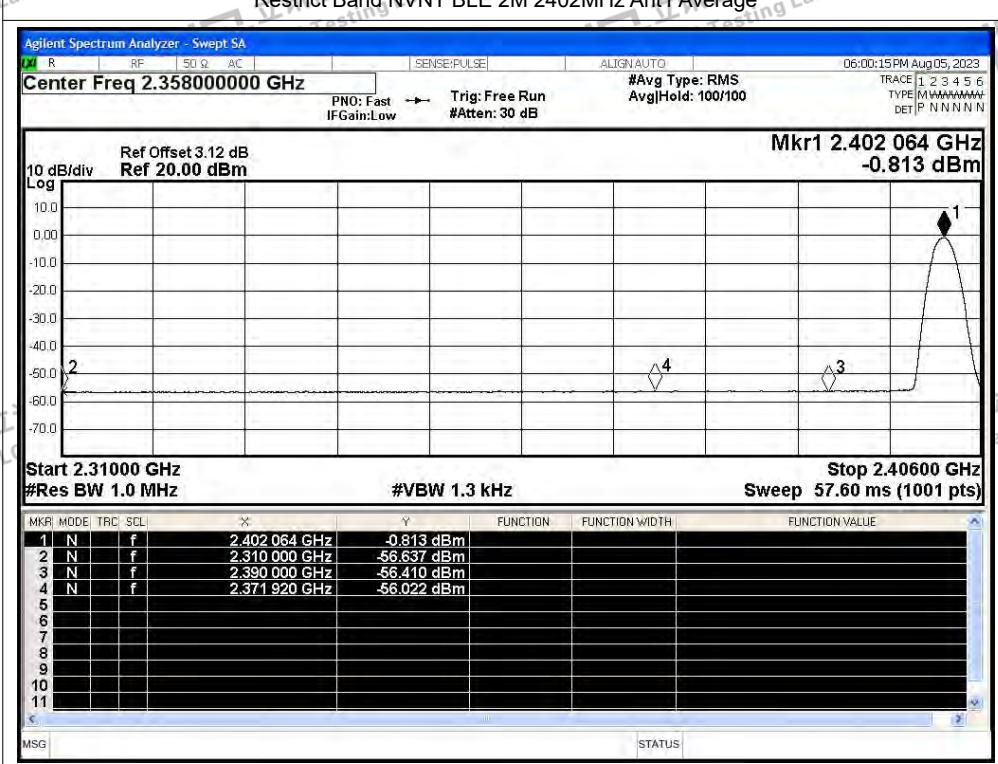 Restrict Band NVNT BLE 2M 2402MHz Ant1 Average
Agilent Spectrum Analyzer - Swept SA
R RF 50 Ω AC SENSE:PULSE ALIGN AUTO 06:00:15 PM Aug 05, 2023
Center Freq 2.358000000 GHz #Avg Type: RMS TRACE 1 2 3 4 5 6
PNO: Fast Trig: Free Run Avg|Hold: 100/100 TYPE M WWWWW
IFGain:Low #Atten: 30 dB DET P N N N N N
Mkr1 2.402 064 GHz
Ref Offset 3.12 dB
10 dB/div Ref 20.00 dBm -0.813 dBm
Log
10.0
1
0.00
-10.0
-20.0
-30.0
-40.0
-50.0 2 4 3
-60.0
-70.0
Start 2.31000 GHz Stop 2.40600 GHz
#Res BW 1.0 MHz #VBW 1.3 kHz Sweep 57.60 ms (1001 pts)
MKR MODE TRC SCL X Y FUNCTION FUNCTION WIDTH FUNCTION VALUE
1 N f 2.402 064 GHz -0.813 dBm
2 N f 2.310 000 GHz -56.637 dBm
3 N f 2.390 000 GHz -56.410 dBm
4 N f 2.371 920 GHz -56.022 dBm
5
6
7
8
9
10
11
MSG STATUS